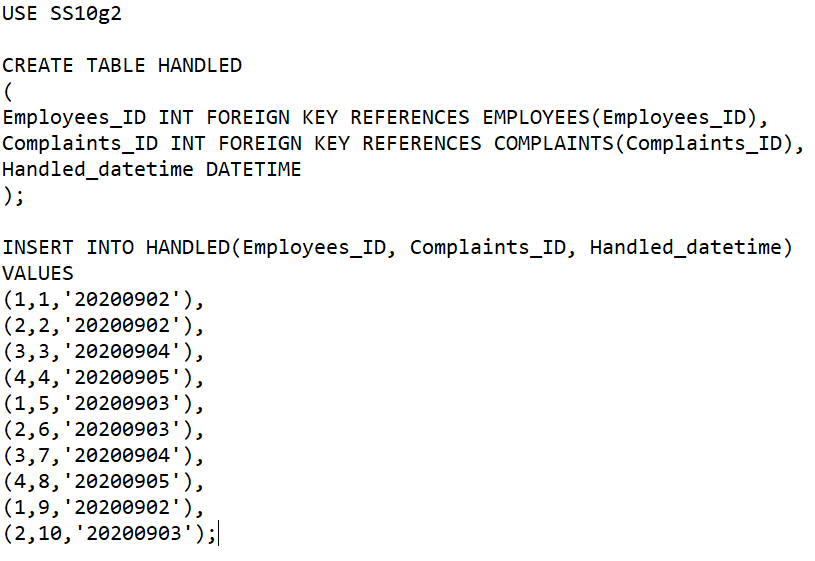 USE SS10g2
CREATE TABLE HANDLED
(
Employees_ID INT FOREIGN KEY REFERENCES EMPLOYEES(Employees_ID),
Complaints_ID INT FOREIGN KEY REFERENCES COMPLAINTS(Complaints_ID),
Handled_datetime DATETIME
);
INSERT INTO HANDLED(Employees_ID, Complaints_ID, Handled_datetime)
VALUES
(1,1,'20200902'),
(2,2,'20200902'),
(3,3,'20200904'),
(4,4,'20200905'),
(1,5,'20200903'),
(2,6,'20200903'),
(3,7,'20200904'),
(4,8,'20200905'),
(1,9,'20200902'),
(2,10,'20200903');